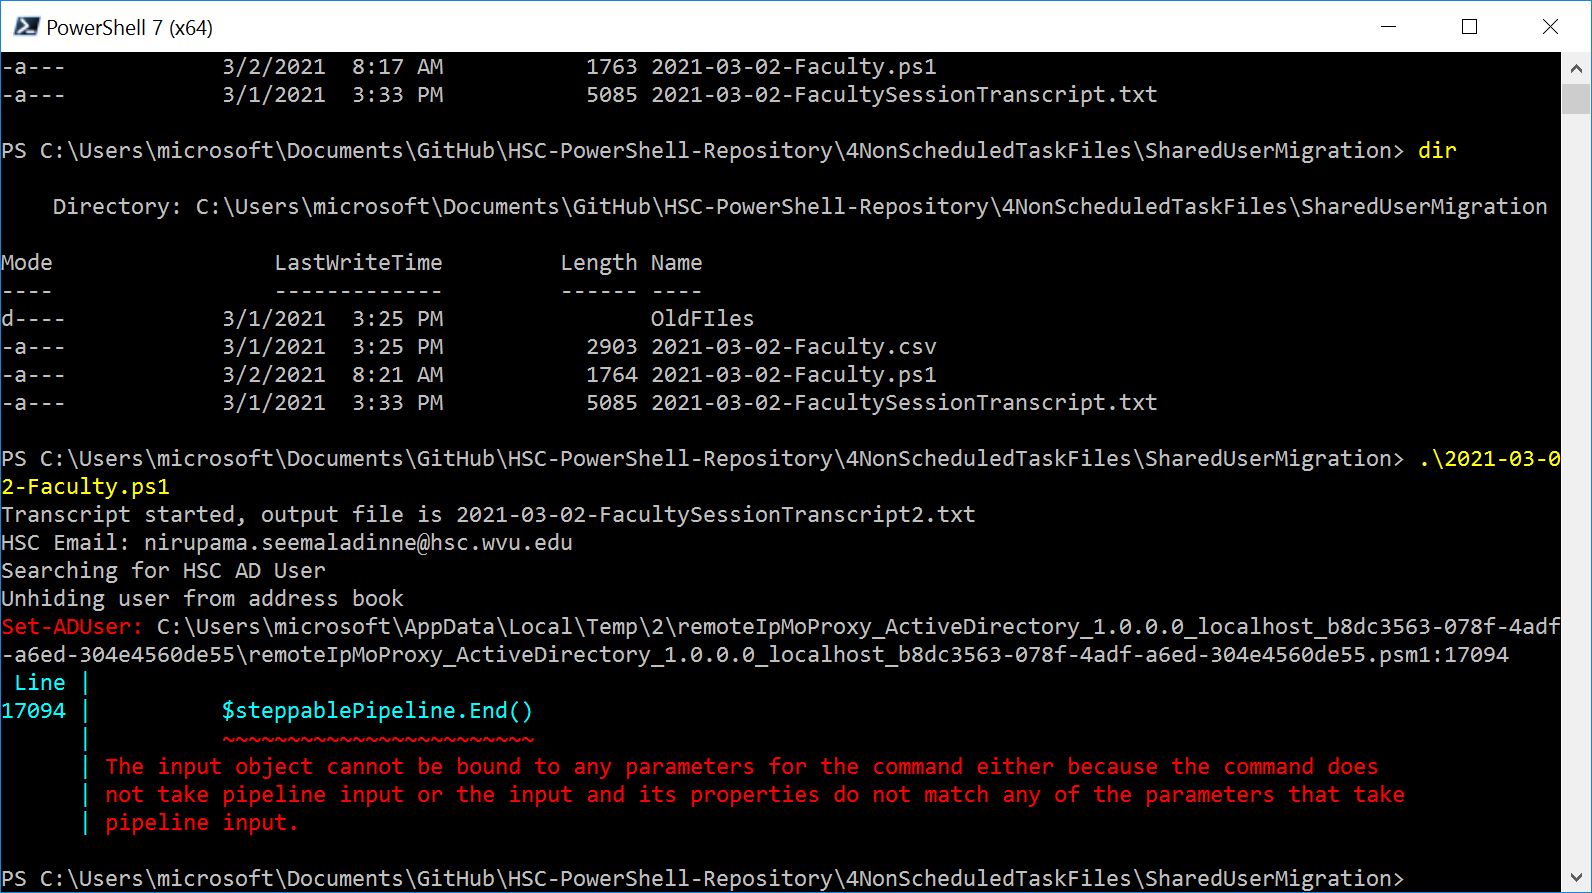 PowerShell 7 (x64)
-a---            3/2/2021  8:17 AM           1763 2021-03-02-Faculty.ps1
-a---            3/1/2021  3:33 PM           5085 2021-03-02-FacultySessionTranscript.txt
PS C:\Users\microsoft\Documents\GitHub\HSC-PowerShell-Repository\4NonScheduledTaskFiles\SharedUserMigration> dir
    Directory: C:\Users\microsoft\Documents\GitHub\HSC-PowerShell-Repository\4NonScheduledTaskFiles\SharedUserMigration
Mode                 LastWriteTime         Length Name
----                 -------------         ------ ----
d----            3/1/2021  3:25 PM                OldFIles
-a---            3/1/2021  3:25 PM           2903 2021-03-02-Faculty.csv
-a---            3/2/2021  8:21 AM           1764 2021-03-02-Faculty.ps1
-a---            3/1/2021  3:33 PM           5085 2021-03-02-FacultySessionTranscript.txt
PS C:\Users\microsoft\Documents\GitHub\HSC-PowerShell-Repository\4NonScheduledTaskFiles\SharedUserMigration> .\2021-03-0
2-Faculty.ps1
Transcript started, output file is 2021-03-02-FacultySessionTranscript2.txt
HSC Email: nirupama.seemaladinne@hsc.wvu.edu
Searching for HSC AD User
Unhiding user from address book
Set-ADUser: C:\Users\microsoft\AppData\Local\Temp\2\remoteIpMoProxy_ActiveDirectory_1.0.0.0_localhost_b8dc3563-078f-4adf
-a6ed-304e4560de55\remoteIpMoProxy_ActiveDirectory_1.0.0.0_localhost_b8dc3563-078f-4adf-a6ed-304e4560de55.psm1:17094
 Line |
17094 |          $steppablePipeline.End()
      |          ~~~~~~~~~~~~~~~~~~~~~~~~
      | The input object cannot be bound to any parameters for the command either because the command does
      | not take pipeline input or the input and its properties do not match any of the parameters that take
      | pipeline input.
PS C:\Users\microsoft\Documents\GitHub\HSC-PowerShell-Repository\4NonScheduledTaskFiles\SharedUserMigration>